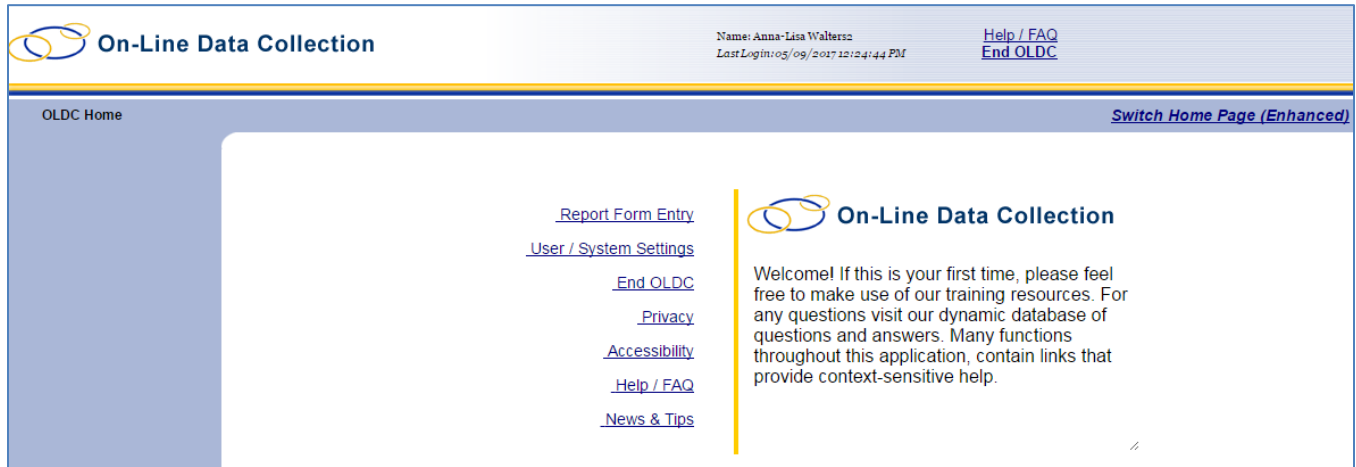 On-Line Data Collection
Name: Anna-Lisa Walters2
Last Login:05/09/2017 12:24:44 PM
Help / FAQ
End OLDC
OLDC Home
Switch Home Page (Enhanced)
Report Form Entry
User / System Settings
End OLDC
Privacy
Accessibility
Help / FAQ
News & Tips
On-Line Data Collection
Welcome! If this is your first time, please feel
free to make use of our training resources. For
any questions visit our dynamic database of
questions and answers. Many functions
throughout this application, contain links that
provide context-sensitive help.